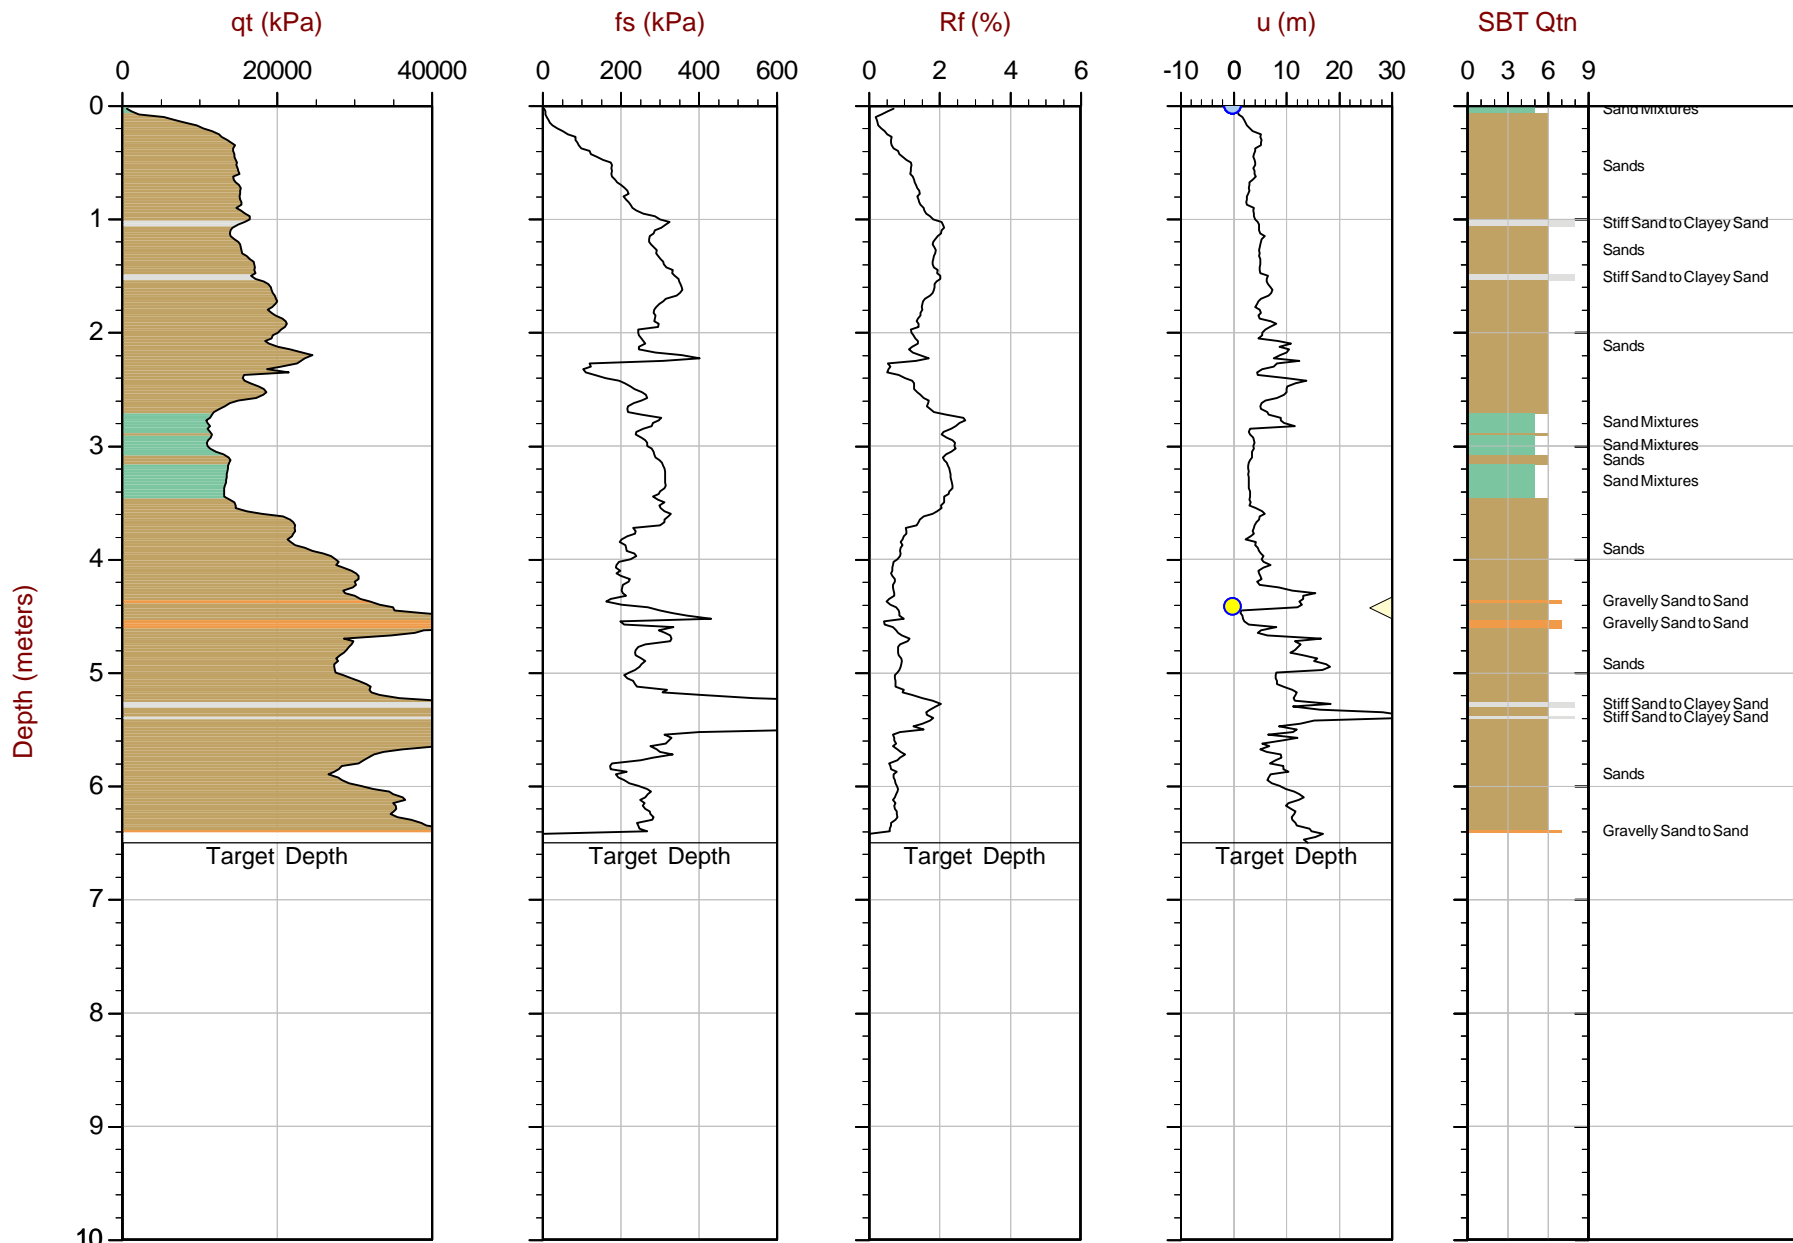 qt (kPa) fs (kPa) Rf (%) u (m) SBT Qtn
0 20000 40000 0 200 400 600 0 2 4 6 -10 0 10 20 30 0 3 6 9
0
Sand Mixtures
Sands
1
Stiff Sand to Clayey Sand
Sands
Stiff Sand to Clayey Sand
2
Sands
Sand Mixtures
3
Sand Mixtures
Sands
Sand Mixtures
Sands
4
Gravelly Sand to Sand
Gravelly Sand to Sand
Sands
5
Depth (meters)
Stiff Sand to Clayey Sand
Stiff Sand to Clayey Sand
Sands
6
Gravelly Sand to Sand
Target Depth Target Depth Target Depth Target Depth
7
8
9
10